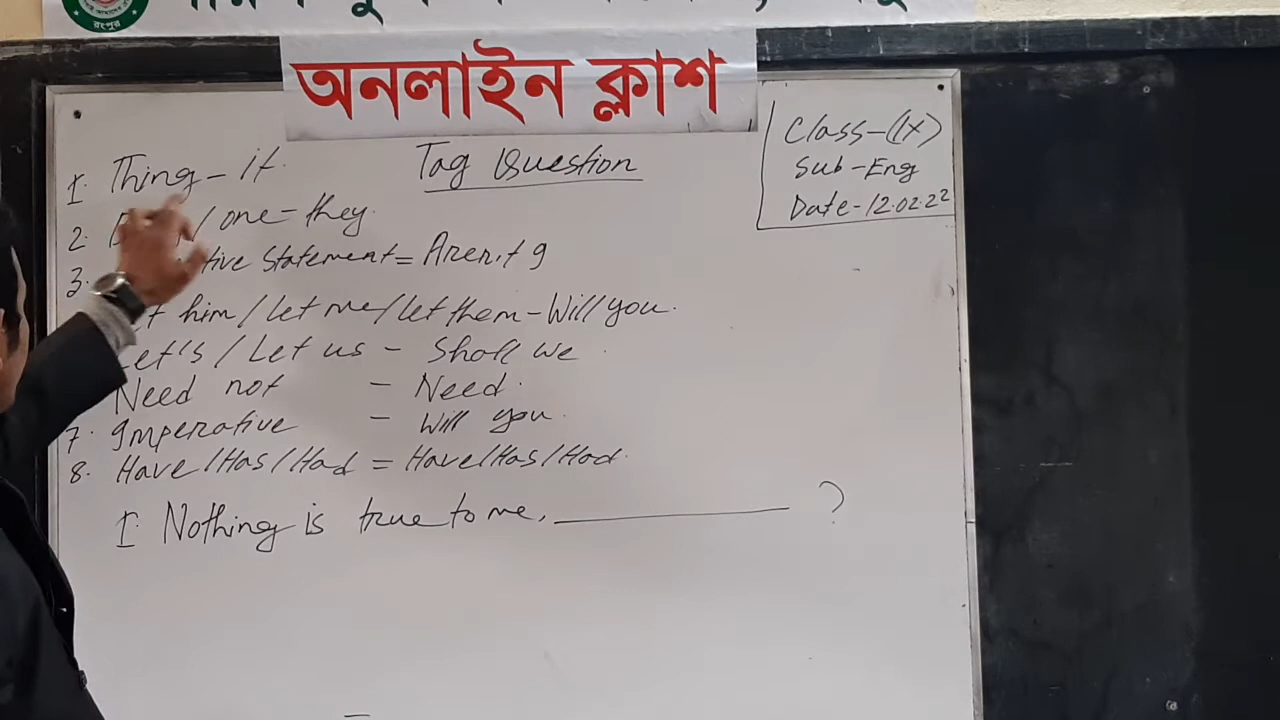 রংপুর
অনলাইন ক্লাশ
Tag Question
Class-(IX)
Sub-Eng
Date-12.02.22
1. Thing-it.
2. / one-they.
3. Statement= Aren,t I
him/Let me/Let them-Will you.
Let's/Let us - Shall we.
Need not - Need.
7. Imperative - Will you.
8. Have/Has/Had = Have/Has/Had.
1. Nothing is true to me, ________ ?